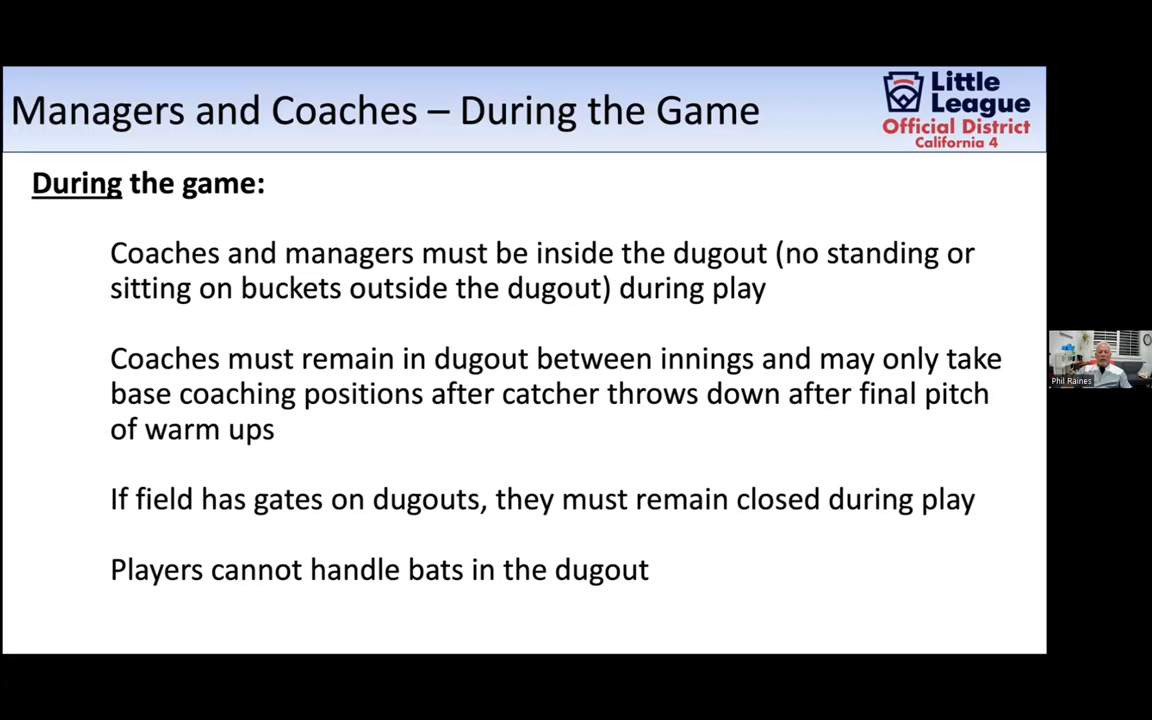 Managers and Coaches – During the Game
Little
League
Official District
California 4
During the game:
Coaches and managers must be inside the dugout (no standing or
sitting on buckets outside the dugout) during play
Coaches must remain in dugout between innings and may only take
base coaching positions after catcher throws down after final pitch
of warm ups
If field has gates on dugouts, they must remain closed during play
Players cannot handle bats in the dugout
Phil Raines